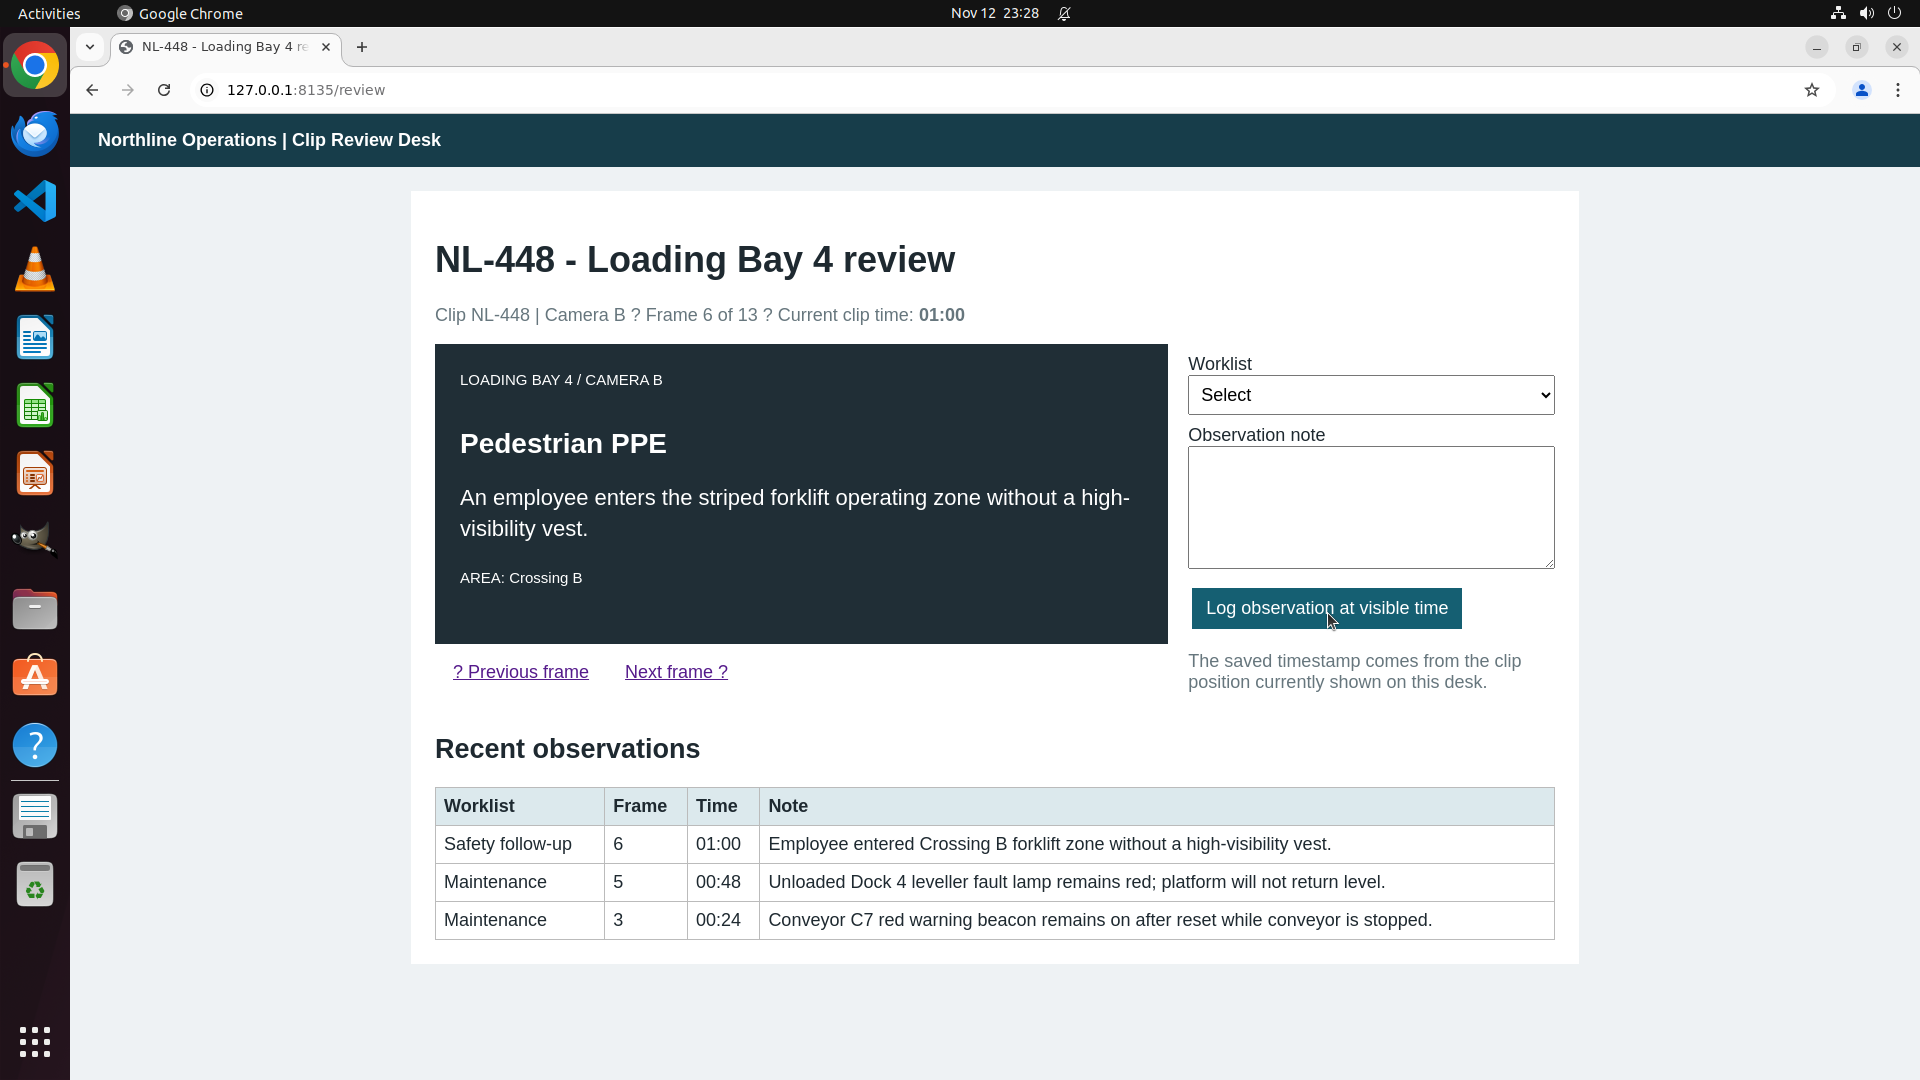 Activities
Google Chrome
Nov 12 23:28
NL-448 - Loading Bay 4 re
127.0.0.1:8135/review
Northline Operations | Clip Review Desk
NL-448 - Loading Bay 4 review
Clip NL-448 | Camera B ? Frame 6 of 13 ? Current clip time: 01:00
LOADING BAY 4 / CAMERA B
Pedestrian PPE
An employee enters the striped forklift operating zone without a high-
visibility vest.
AREA: Crossing B
? Previous frame
Next frame ?
Worklist
Select
Observation note
Log observation at visible time
The saved timestamp comes from the clip
position currently shown on this desk.
Recent observations
Worklist Frame Time Note
Safety follow-up 6 01:00 Employee entered Crossing B forklift zone without a high-visibility vest.
Maintenance 5 00:48 Unloaded Dock 4 leveller fault lamp remains red; platform will not return level.
Maintenance 3 00:24 Conveyor C7 red warning beacon remains on after reset while conveyor is stopped.